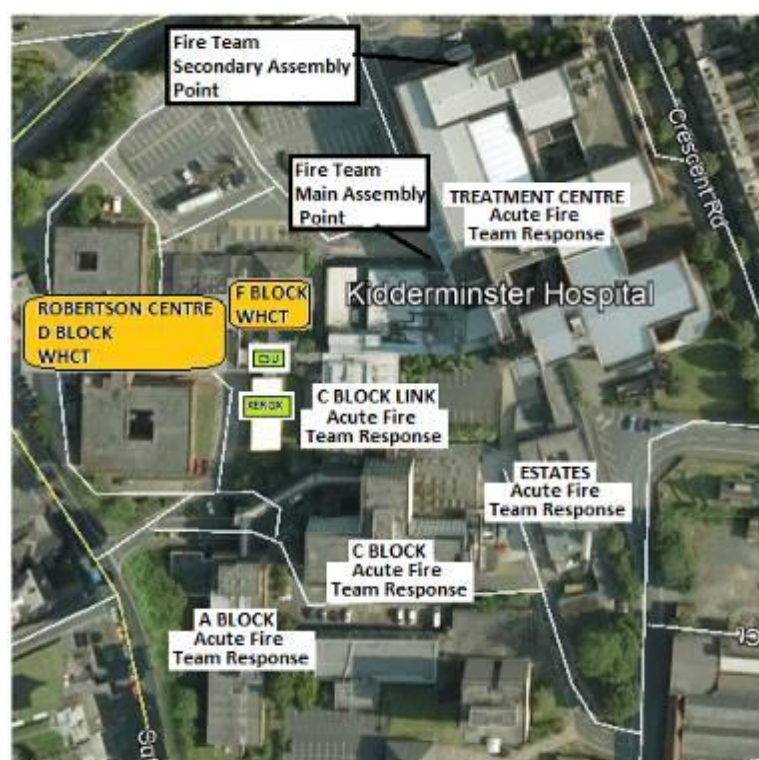 Fire Team
Secondary Assembly
Point
Crescent Rd
Fire Team
Main Assembly
Point
TREATMENT CENTRE
Acute Fire
Team Response
Kidderminster Hospital
F BLOCK
WHCT
ROBERTSON CENTRE
D BLOCK
WHCT
XEROX
C BLOCK LINK
Acute Fire
Team Response
ESTATES
Acute Fire
Team Response
C BLOCK
Acute Fire
Team Response
A BLOCK
Acute Fire
Team Response